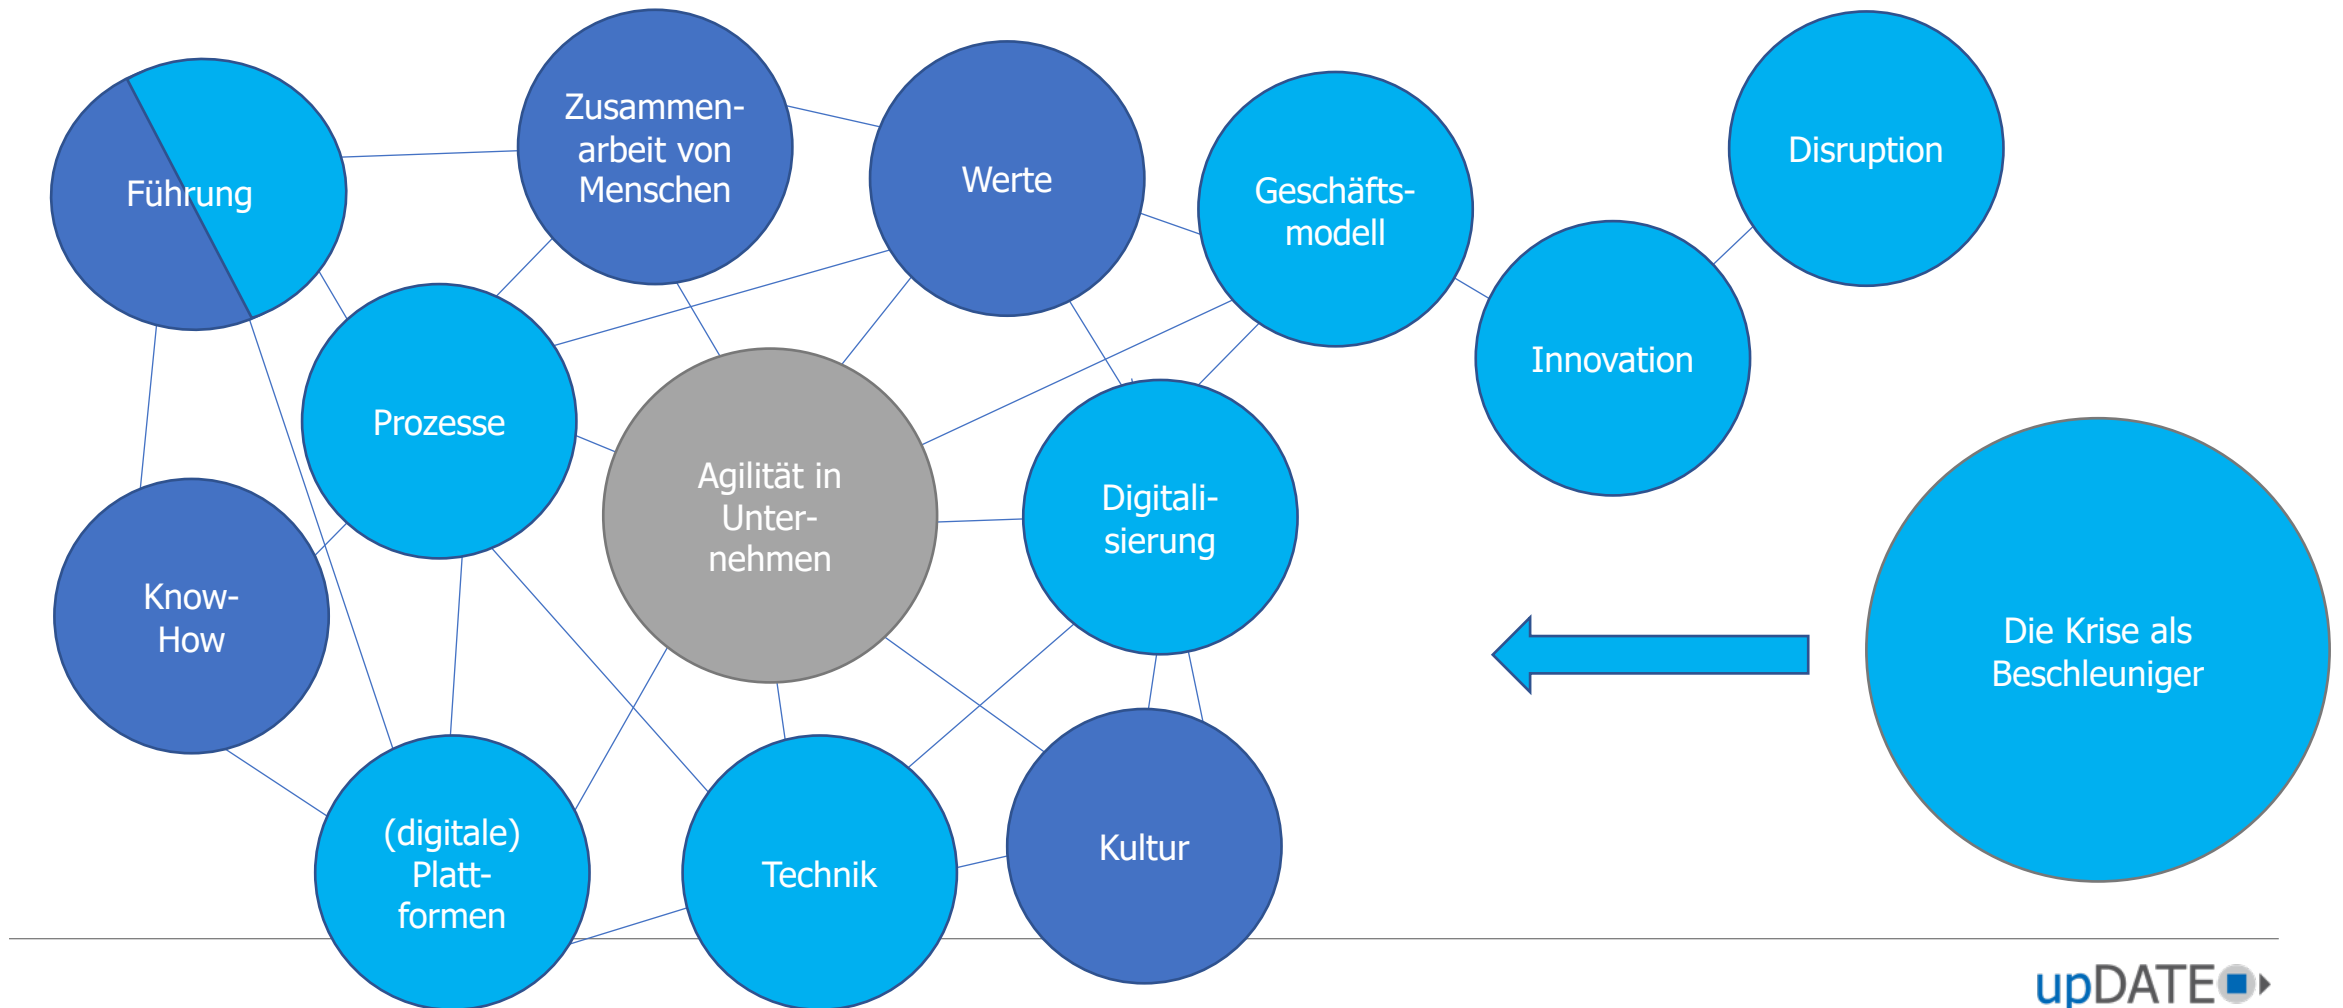 Führung
Zusammen-
arbeit von
Menschen
Werte
Geschäfts-
modell
Disruption
Innovation
Prozesse
Agilität in
Unter-
nehmen
Digitali-
sierung
Know-
How
Die Krise als
Beschleuniger
(digitale)
Platt-
formen
Technik
Kultur
upDATE